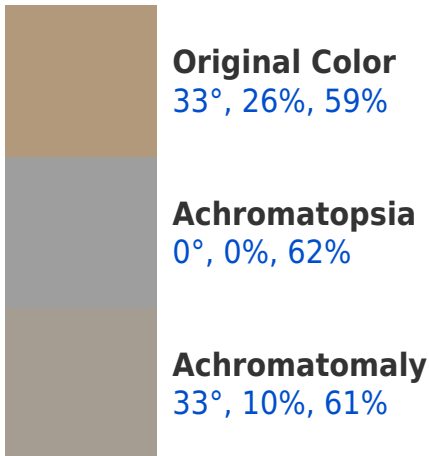 Original Color
33°, 26%, 59%
Achromatopsia
0°, 0%, 62%
Achromatomaly
33°, 10%, 61%